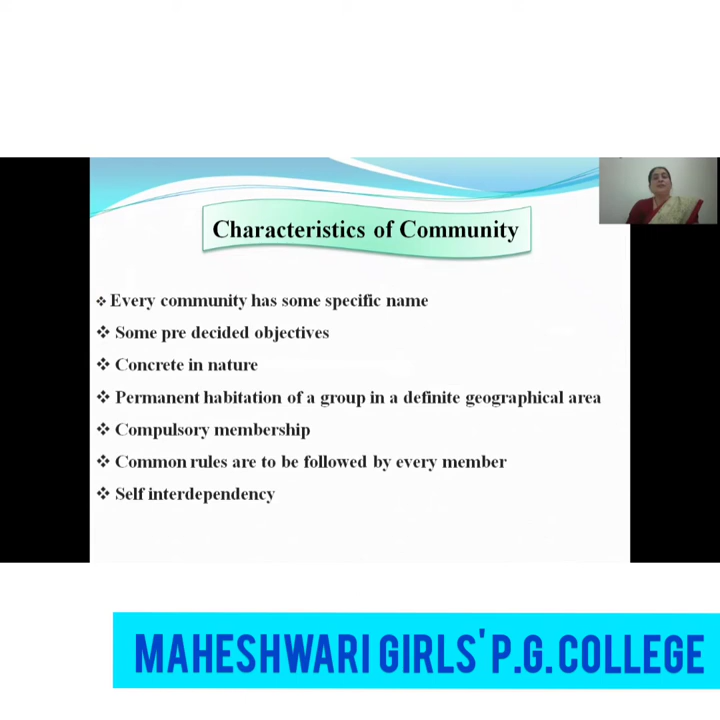 Characteristics of Community
❖ Every community has some specific name
❖ Some pre decided objectives
❖ Concrete in nature
❖ Permanent habitation of a group in a definite geographical area
❖ Compulsory membership
❖ Common rules are to be followed by every member
❖ Self interdependency
MAHESHWARI GIRLS' P.G. COLLEGE